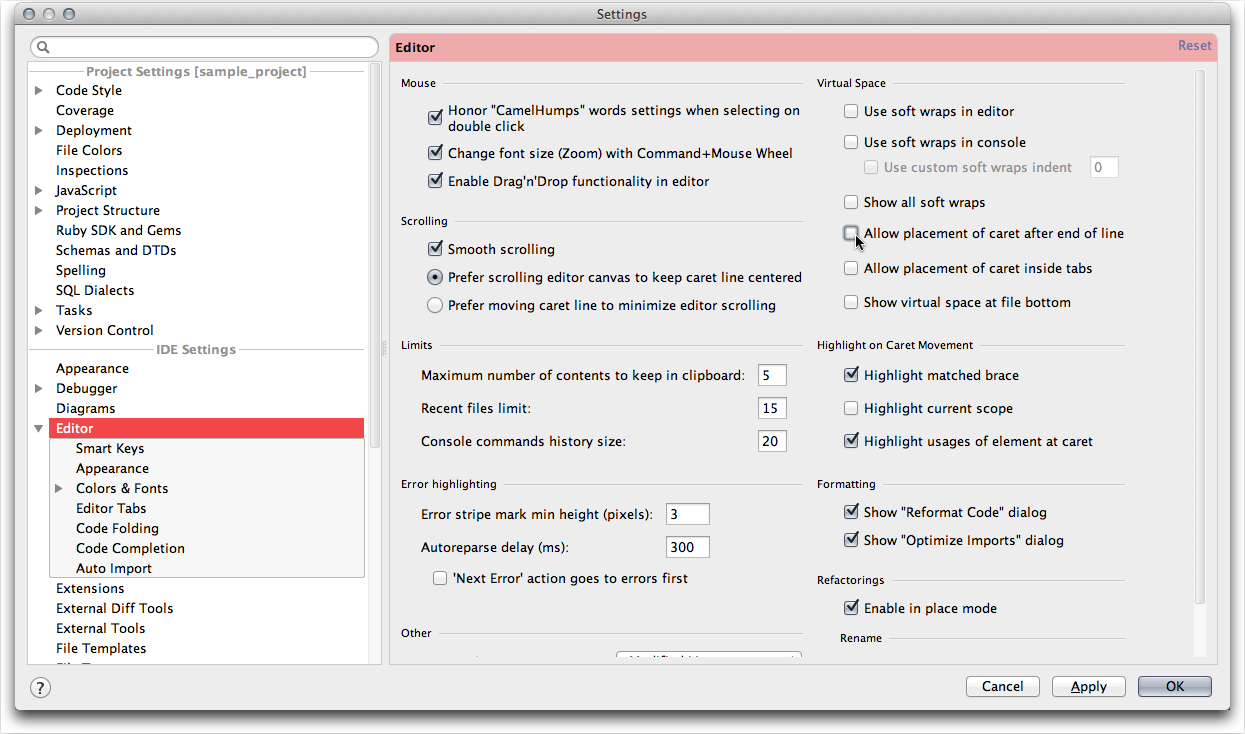 Settings
Project Settings [sample_project]
Code Style
Coverage
Deployment
File Colors
Inspections
JavaScript
Project Structure
Ruby SDK and Gems
Schemas and DTDs
Spelling
SQL Dialects
Tasks
Version Control
IDE Settings
Appearance
Debugger
Diagrams
Editor
Smart Keys
Appearance
Colors & Fonts
Editor Tabs
Code Folding
Code Completion
Auto Import
Extensions
External Diff Tools
External Tools
File Templates
Editor
Reset
Mouse
Honor "CamelHumps" words settings when selecting on
double click
Change font size (Zoom) with Command+Mouse Wheel
Enable Drag'n'Drop functionality in editor
Scrolling
Smooth scrolling
Prefer scrolling editor canvas to keep caret line centered
Prefer moving caret line to minimize editor scrolling
Limits
Maximum number of contents to keep in clipboard: 5
Recent files limit: 15
Console commands history size: 20
Error highlighting
Error stripe mark min height (pixels): 3
Autoreparse delay (ms): 300
'Next Error' action goes to errors first
Other
Virtual Space
Use soft wraps in editor
Use soft wraps in console
Use custom soft wraps indent 0
Show all soft wraps
Allow placement of caret after end of line
Allow placement of caret inside tabs
Show virtual space at file bottom
Highlight on Caret Movement
Highlight matched brace
Highlight current scope
Highlight usages of element at caret
Formatting
Show "Reformat Code" dialog
Show "Optimize Imports" dialog
Refactorings
Enable in place mode
Rename
?
Cancel
Apply
OK